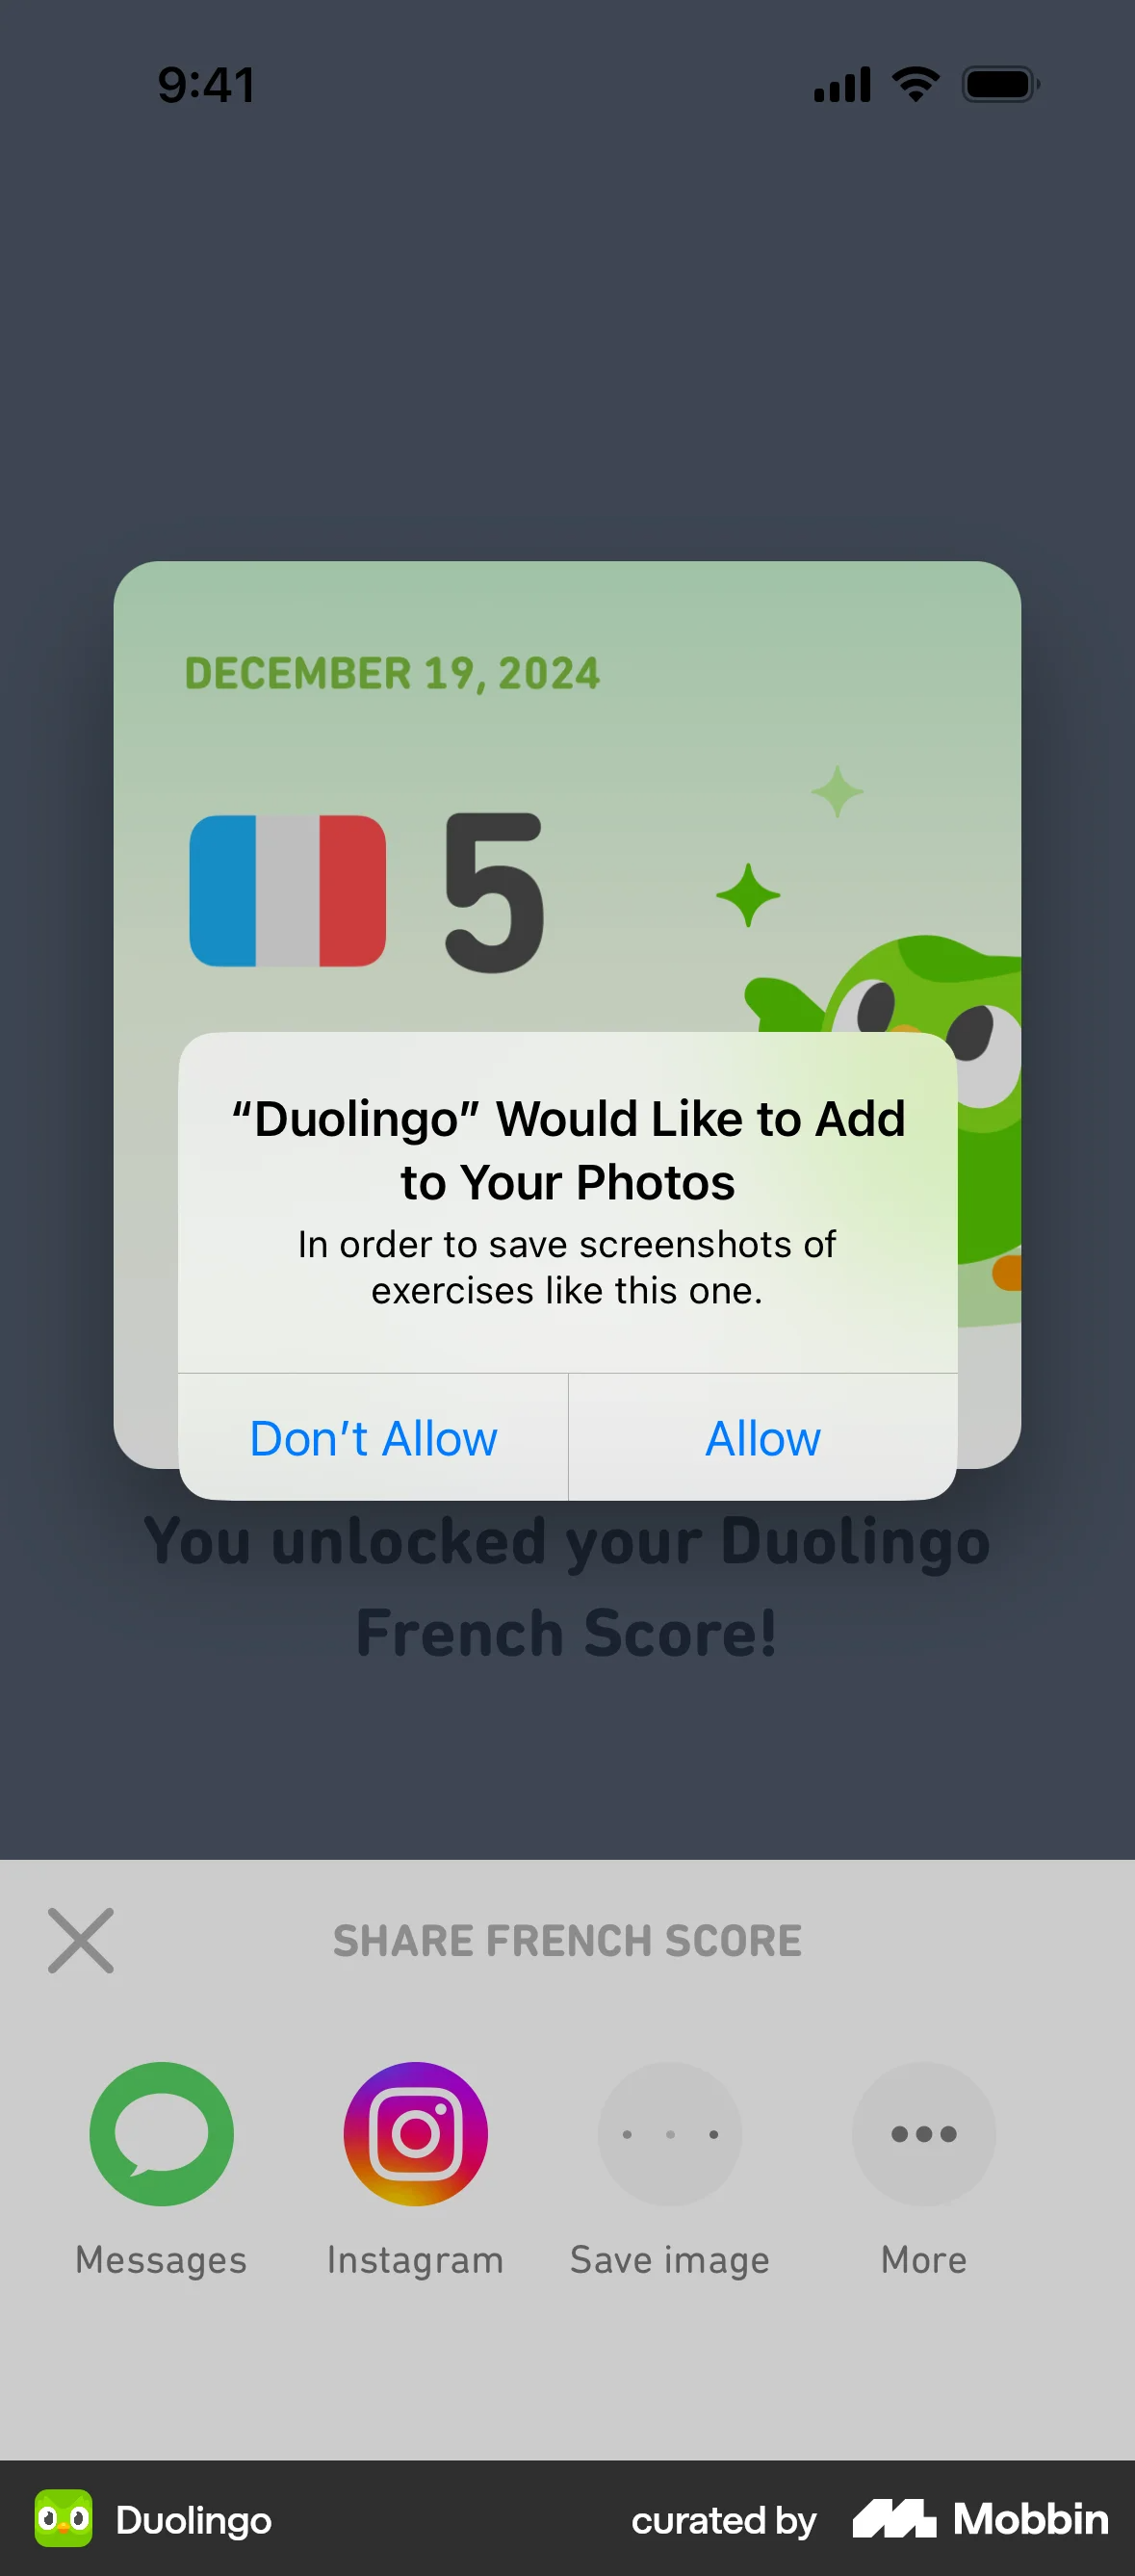 9:41
DECEMBER 19, 2024
5
“Duolingo” Would Like to Add
to Your Photos
In order to save screenshots of
exercises like this one.
Don’t Allow
Allow
You unlocked your Duolingo
French Score!
SHARE FRENCH SCORE
Messages
Instagram
Save image
More
Duolingo
curated by Mobbin